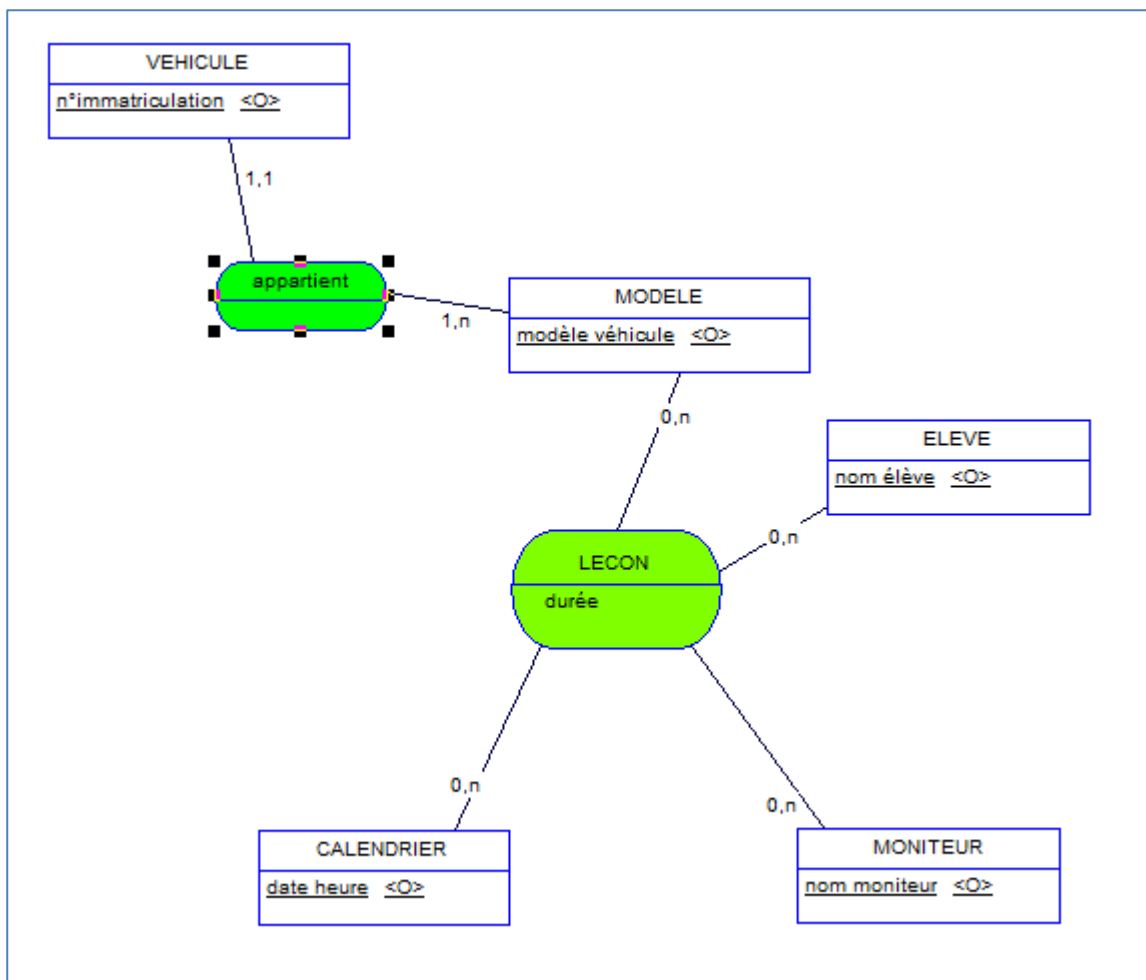 VEHICULE
n°immatriculation <O>
1,1
appartient
1,n
MODELE
modèle véhicule <O>
0,n
ELEVE
nom élève <O>
0,n
LECON
durée
0,n
0,n
CALENDRIER
date heure <O>
MONITEUR
nom moniteur <O>